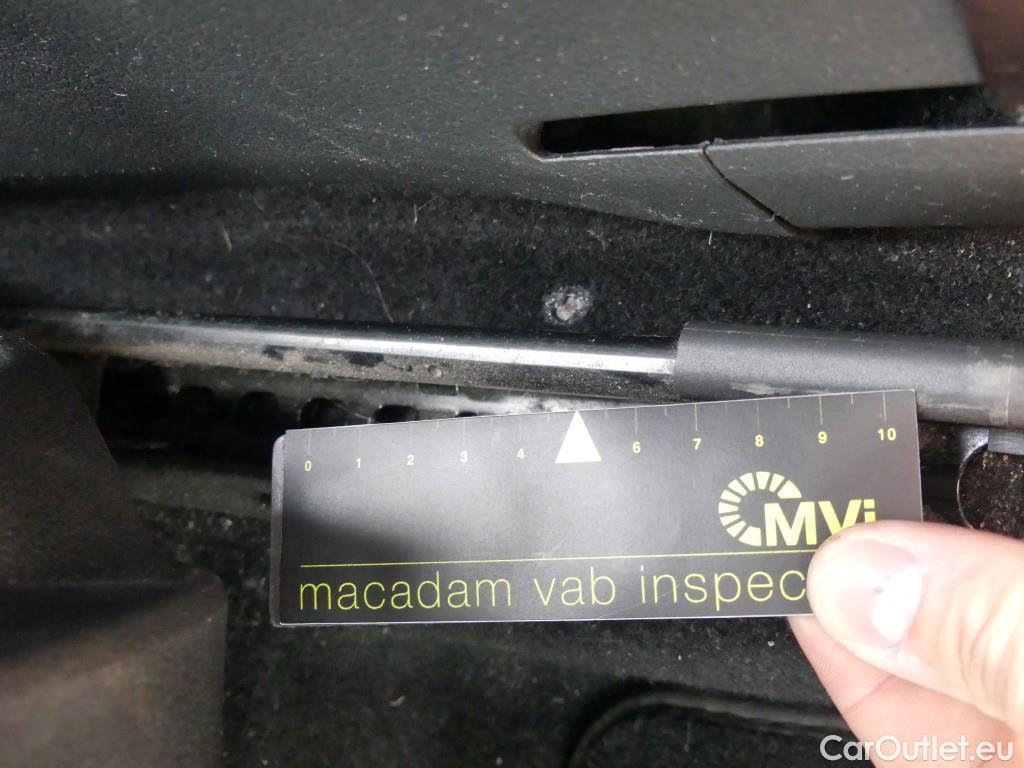 0 1 2 3 4 6 7 8 9 10
MVi
macadam vab inspec
CarOutlet.eu